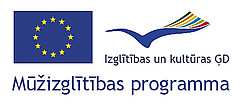 Izglītības un kultūras ĢD
Mūžizglītības programma